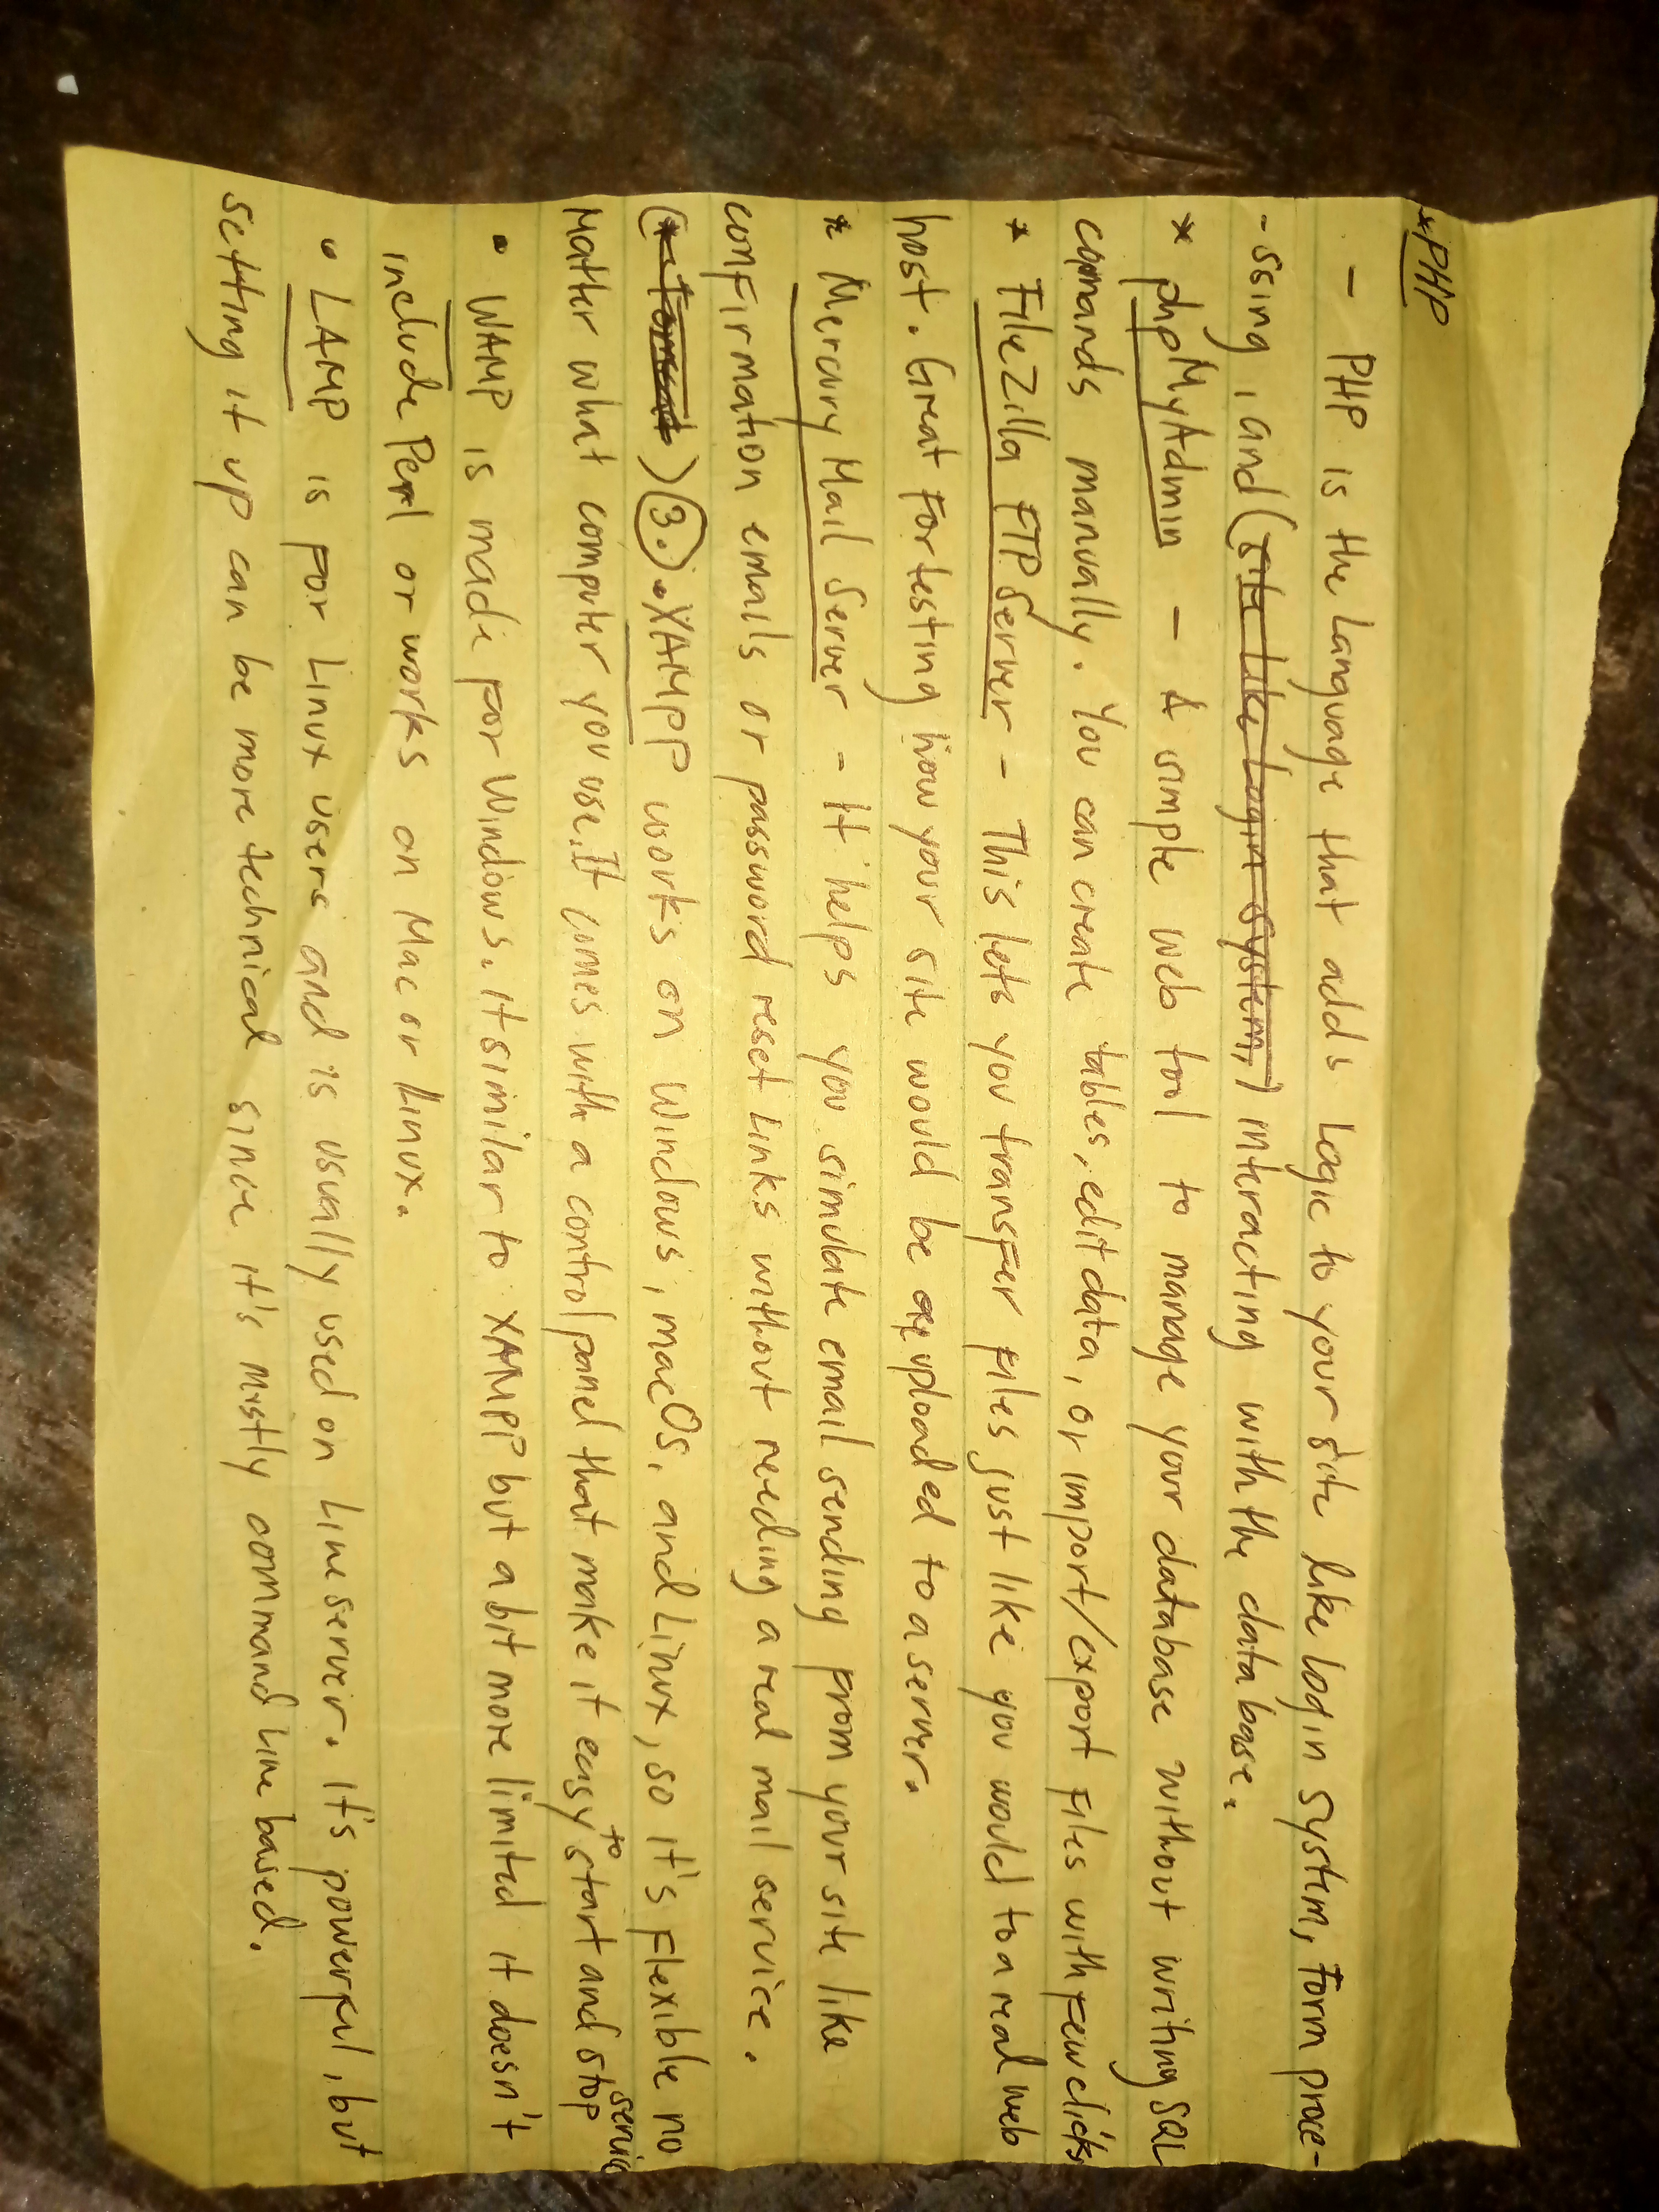 *PHP
- PHP is the Language that adds Logic to your site like login system, Form proce-
-ssing, and (site like Login system,) interacting with the database.
* phpMyAdmin - A simple web tool to manage your database without writing SQL
comands manually. You can create tables, edit data, or import/export files with few clicks
* FileZilla FTP Server - This lets you transfer files just like you would to a real web
host. Great for testing how your site would be uploaded to a server.
* Mercury Mail Server - It helps you simulate email sending from your site like
confirmation emails or password reset links without needing a real mail service.
(* Tomcat) 3. • XAMPP works on Windows, macOs, and Linux, so it's flexible no
servic
Matter what computer you use. It comes with a control panel that make it easy to start and stop
• WAMP is made for Windows. it similar to XAMPP but a bit more limited it doesn't
include Perl or works on Mac or Linux.
• LAMP is for Linux users and is usually used on Line server. it's powerful, but
setting it up can be more technical since it's mostly command line based.